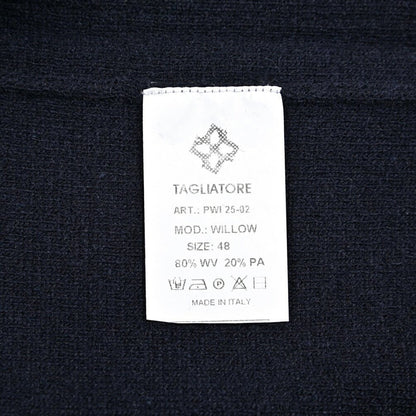 TAGLIATORE
ART.: PWI 25-02
MOD.: WILLOW
SIZE: 48
80% WV 20% PA
MADE IN ITALY